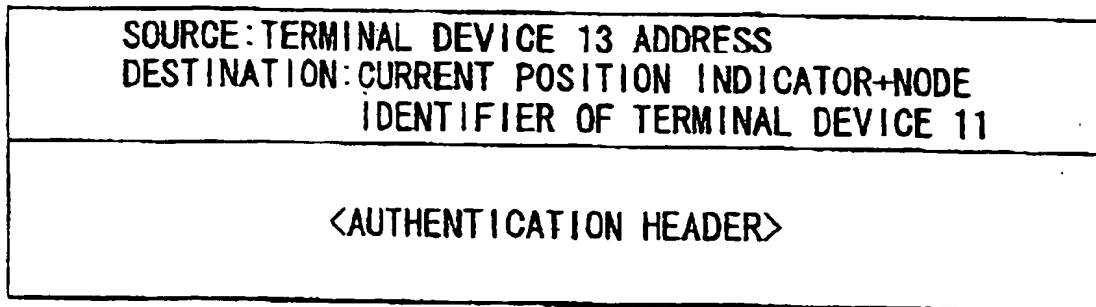 SOURCE:TERMINAL DEVICE 13 ADDRESS
DESTINATION:CURRENT POSITION INDICATOR+NODE
IDENTIFIER OF TERMINAL DEVICE 11
<AUTHENTICATION HEADER>